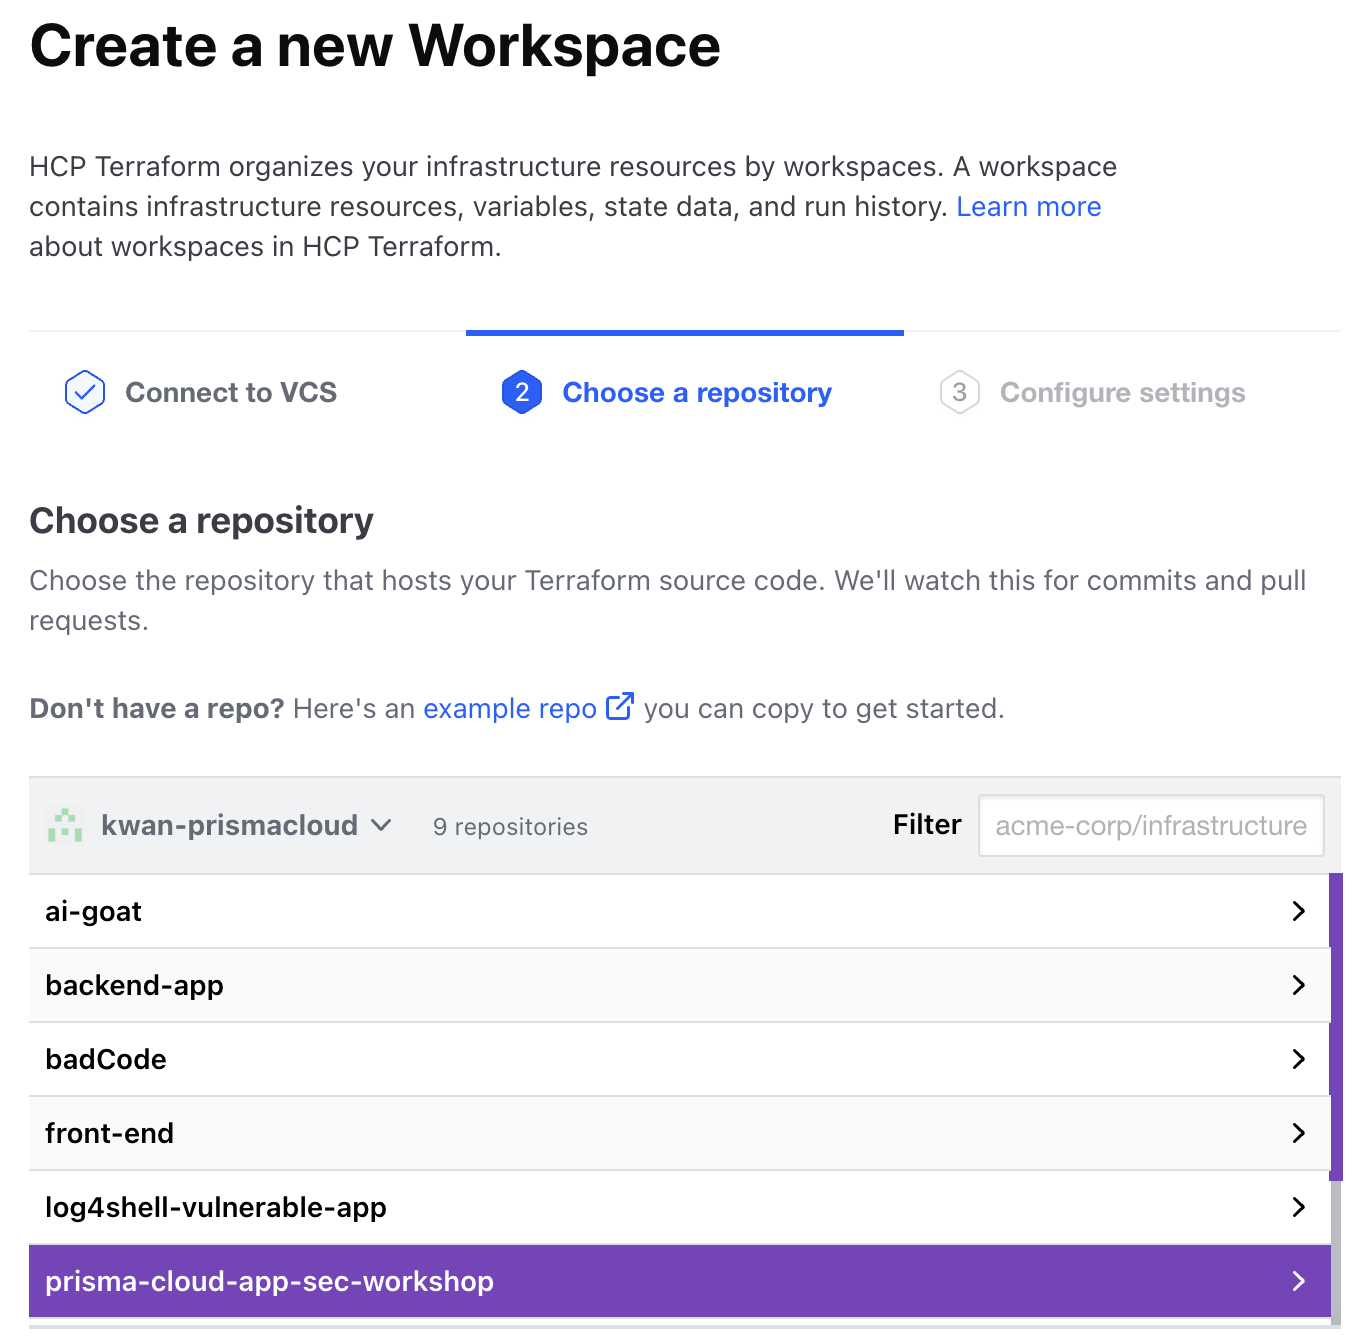 Create a new Workspace
HCP Terraform organizes your infrastructure resources by workspaces. A workspace
contains infrastructure resources, variables, state data, and run history. Learn more
about workspaces in HCP Terraform.
Connect to VCS
2 Choose a repository
3 Configure settings
Choose a repository
Choose the repository that hosts your Terraform source code. We'll watch this for commits and pull
requests.
Don't have a repo? Here's an example repo you can copy to get started.
kwan-prismacloud 9 repositories Filter acme-corp/infrastructure
ai-goat
backend-app
badCode
front-end
log4shell-vulnerable-app
prisma-cloud-app-sec-workshop